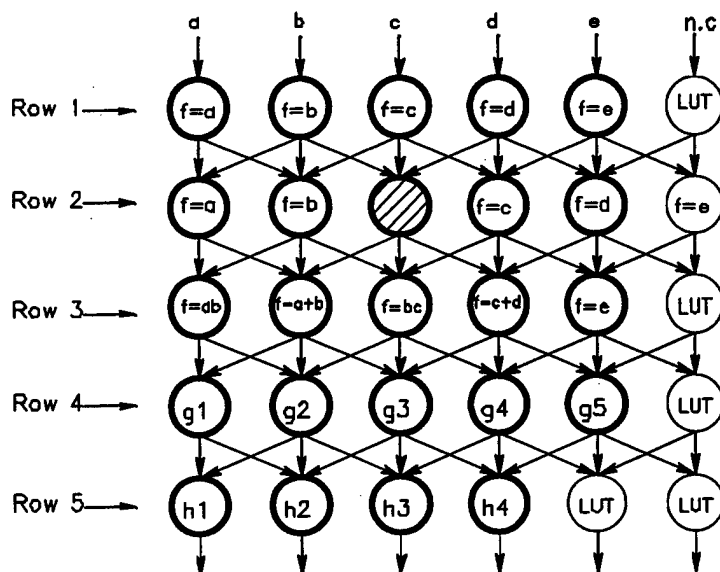 a b c d e n.c
Row 1 f=a f=b f=c f=d f=e LUT
Row 2 f=a f=b f=c f=d f=e
Row 3 f=ab f=a+b f=bc f=c+d f=e LUT
Row 4 g1 g2 g3 g4 g5 LUT
Row 5 h1 h2 h3 h4 LUT LUT